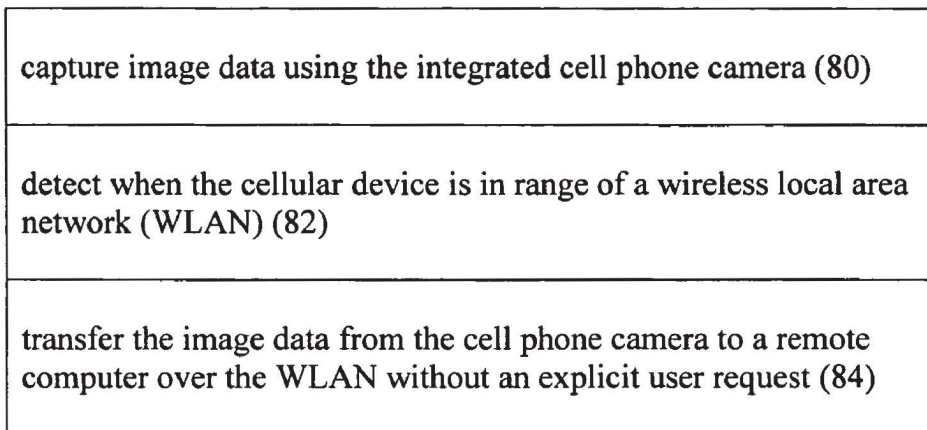 capture image data using the integrated cell phone camera (80)
detect when the cellular device is in range of a wireless local area
network (WLAN) (82)
transfer the image data from the cell phone camera to a remote
computer over the WLAN without an explicit user request (84)